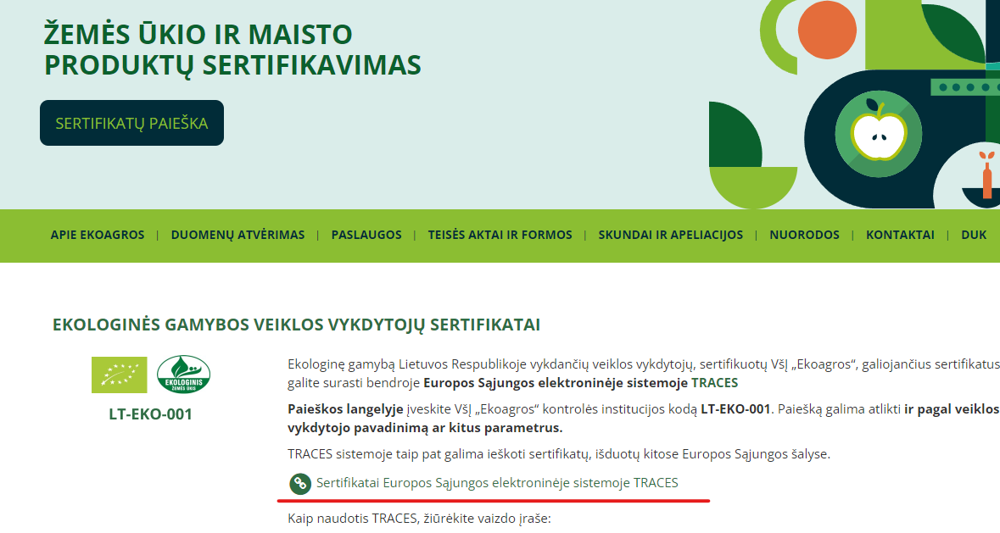 ŽEMĖS ŪKIO IR MAISTO
PRODUKTŲ SERTIFIKAVIMAS
SERTIFIKATŲ PAIEŠKA
APIE EKOAGROS | DUOMENŲ ATVĖRIMAS | PASLAUGOS | TEISĖS AKTAI IR FORMOS | SKUNDAI IR APELIACIJOS | NUORODOS | KONTAKTAI | DUK
EKOLOGINĖS GAMYBOS VEIKLOS VYKDYTOJŲ SERTIFIKATAI
EKOLOGINIS
ŽEMĖS ŪKIS
LT-EKO-001
Ekologinę gamybą Lietuvos Respublikoje vykdančių veiklos vykdytojų, sertifikuotų VšĮ „Ekoagros“, galiojančius sertifikatus
galite surasti bendroje Europos Sąjungos elektroninėje sistemoje TRACES
Paieškos langelyje įveskite VšĮ „Ekoagros“ kontrolės institucijos kodą LT-EKO-001. Paiešką galima atlikti ir pagal veiklos
vykdytojo pavadinimą ar kitus parametrus.
TRACES sistemoje taip pat galima ieškoti sertifikatų, išduotų kitose Europos Sąjungos šalyse.
Sertifikatai Europos Sąjungos elektroninėje sistemoje TRACES
Kaip naudotis TRACES, žiūrėkite vaizdo įraše: